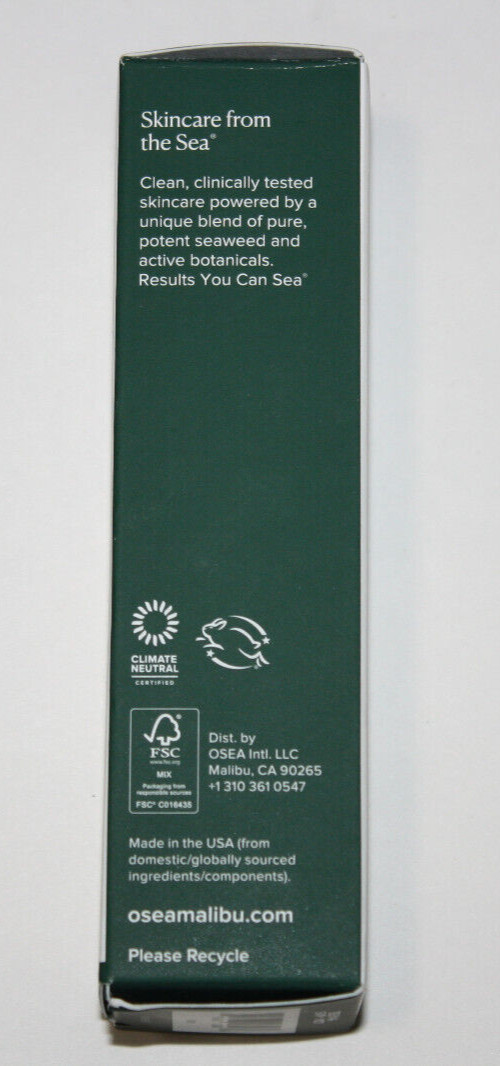 Skincare from
the Sea®
Clean, clinically tested
skincare powered by a
unique blend of pure,
potent seaweed and
active botanicals.
Results You Can Sea®
CLIMATE
NEUTRAL
CERTIFIED
FSC
www.fsc.org
MIX
Packaging from
responsible sources
FSC® C016435
Dist. by
OSEA Intl. LLC
Malibu, CA 90265
+1 310 361 0547
Made in the USA (from
domestic/globally sourced
ingredients/components).
oseamalibu.com
Please Recycle